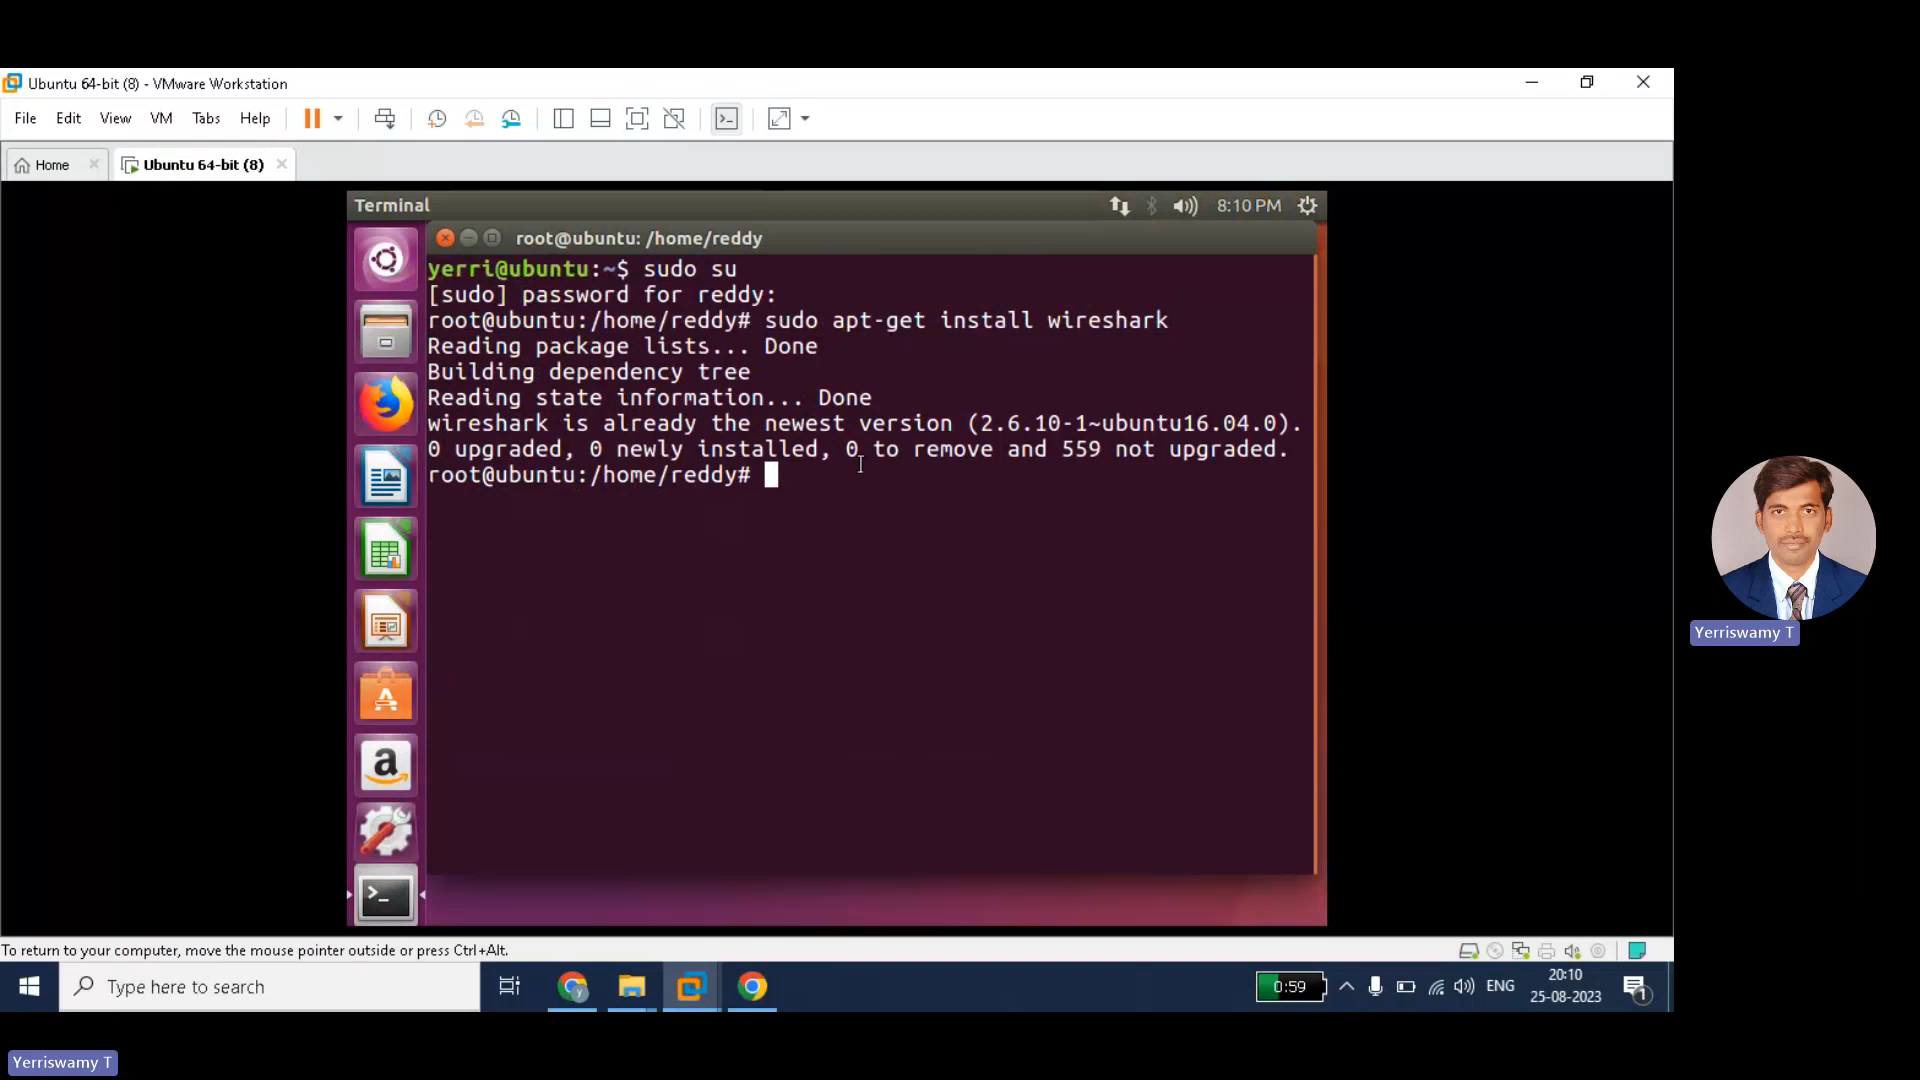 Ubuntu 64-bit (8) - VMware Workstation
File Edit View VM Tabs Help
Home Ubuntu 64-bit (8)
Terminal 8:10 PM
root@ubuntu: /home/reddy
yerri@ubuntu:~$ sudo su
[sudo] password for reddy:
root@ubuntu:/home/reddy# sudo apt-get install wireshark
Reading package lists... Done
Building dependency tree
Reading state information... Done
wireshark is already the newest version (2.6.10-1~ubuntu16.04.0).
0 upgraded, 0 newly installed, 0 to remove and 559 not upgraded.
root@ubuntu:/home/reddy#
Yerriswamy T
To return to your computer, move the mouse pointer outside or press Ctrl+Alt.
Type here to search
0:59
ENG
20:10
25-08-2023
1
Yerriswamy T